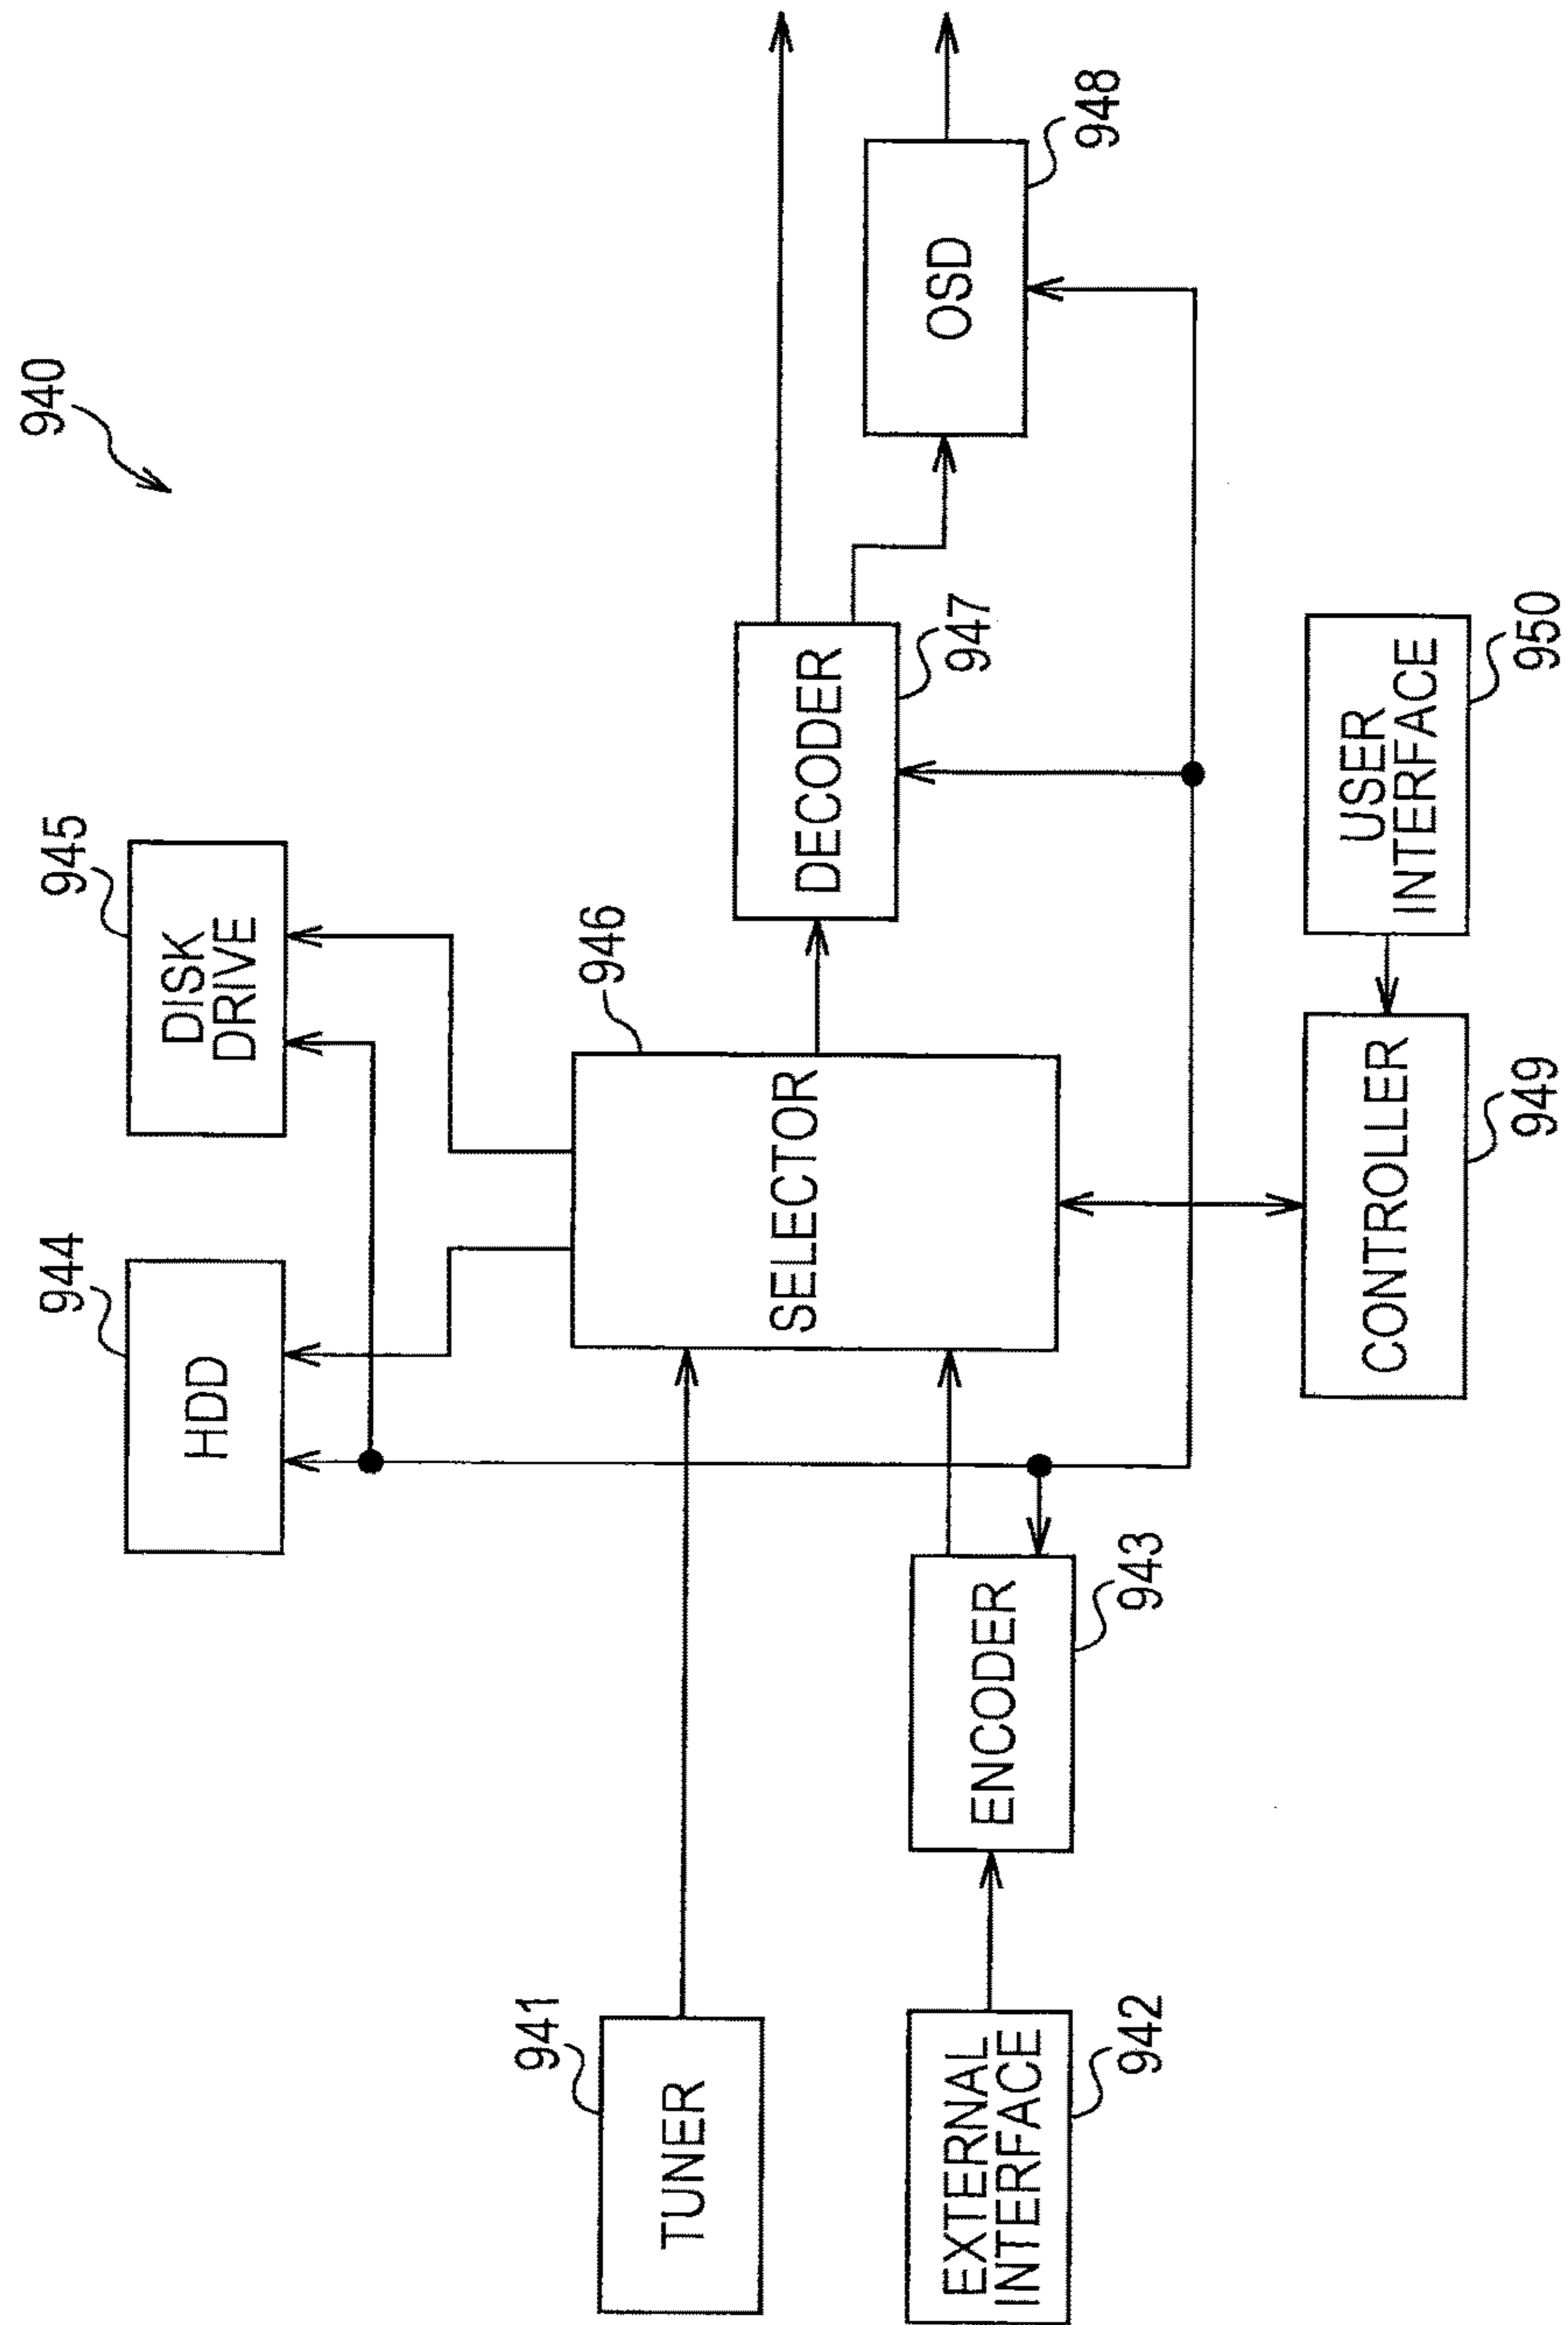 940
944
HDD
945
DISK
DRIVE
941
TUNER
946
SELECTOR
DECODER
947
OSD
948
EXTERNAL
INTERFACE
942
ENCODER
943
CONTROLLER
949
USER
INTERFACE
950